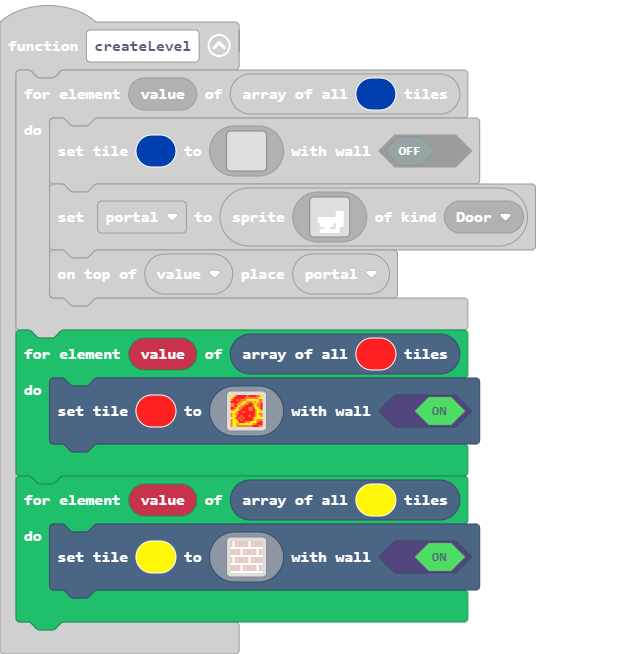 function createLevel
for element value of array of all tiles
do
set tile to with wall OFF
set portal to sprite of kind Door
on top of value place portal
for element value of array of all tiles
do
set tile to with wall ON
for element value of array of all tiles
do
set tile to with wall ON